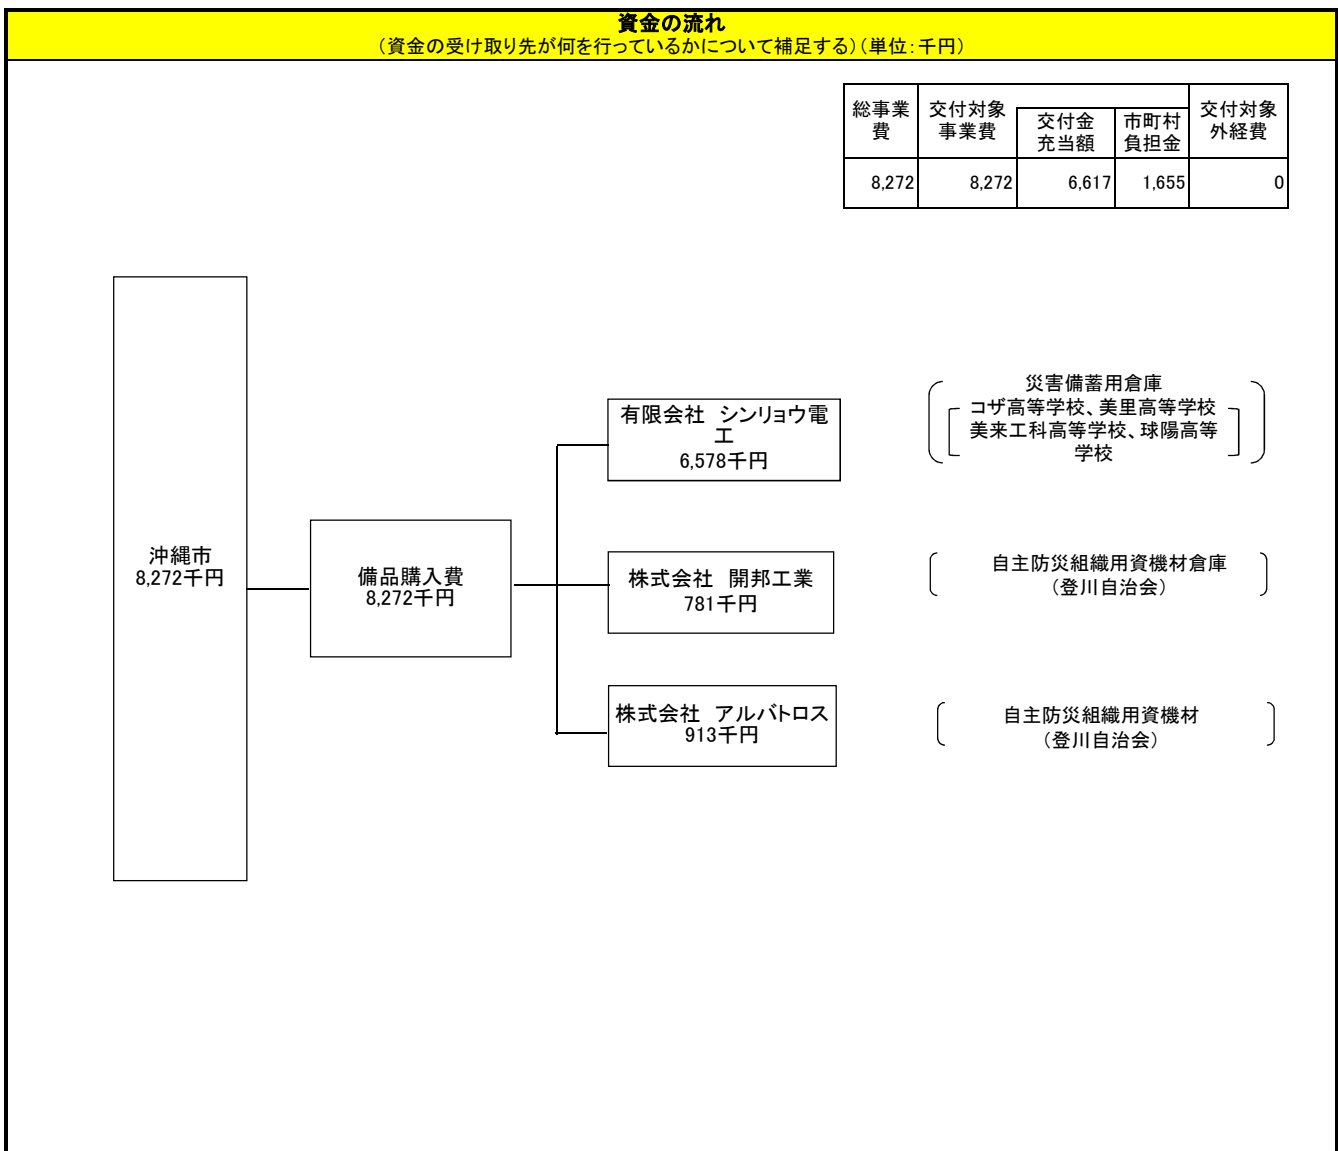 資金の流れ
（資金の受け取り先が何を行っているかについて補足する）（単位：千円）
総事業
費
交付対象
事業費
交付金
充当額
市町村
負担金
交付対象
外経費
8,272
8,272
6,617
1,655
0
沖縄市
8,272千円
備品購入費
8,272千円
有限会社　シンリョウ電
工
6,578千円
災害備蓄用倉庫
コザ高等学校、美里高等学校
美来工科高等学校、球陽高等
学校
株式会社　開邦工業
781千円
自主防災組織用資機材倉庫
（登川自治会）
株式会社　アルバトロス
913千円
自主防災組織用資機材
（登川自治会）